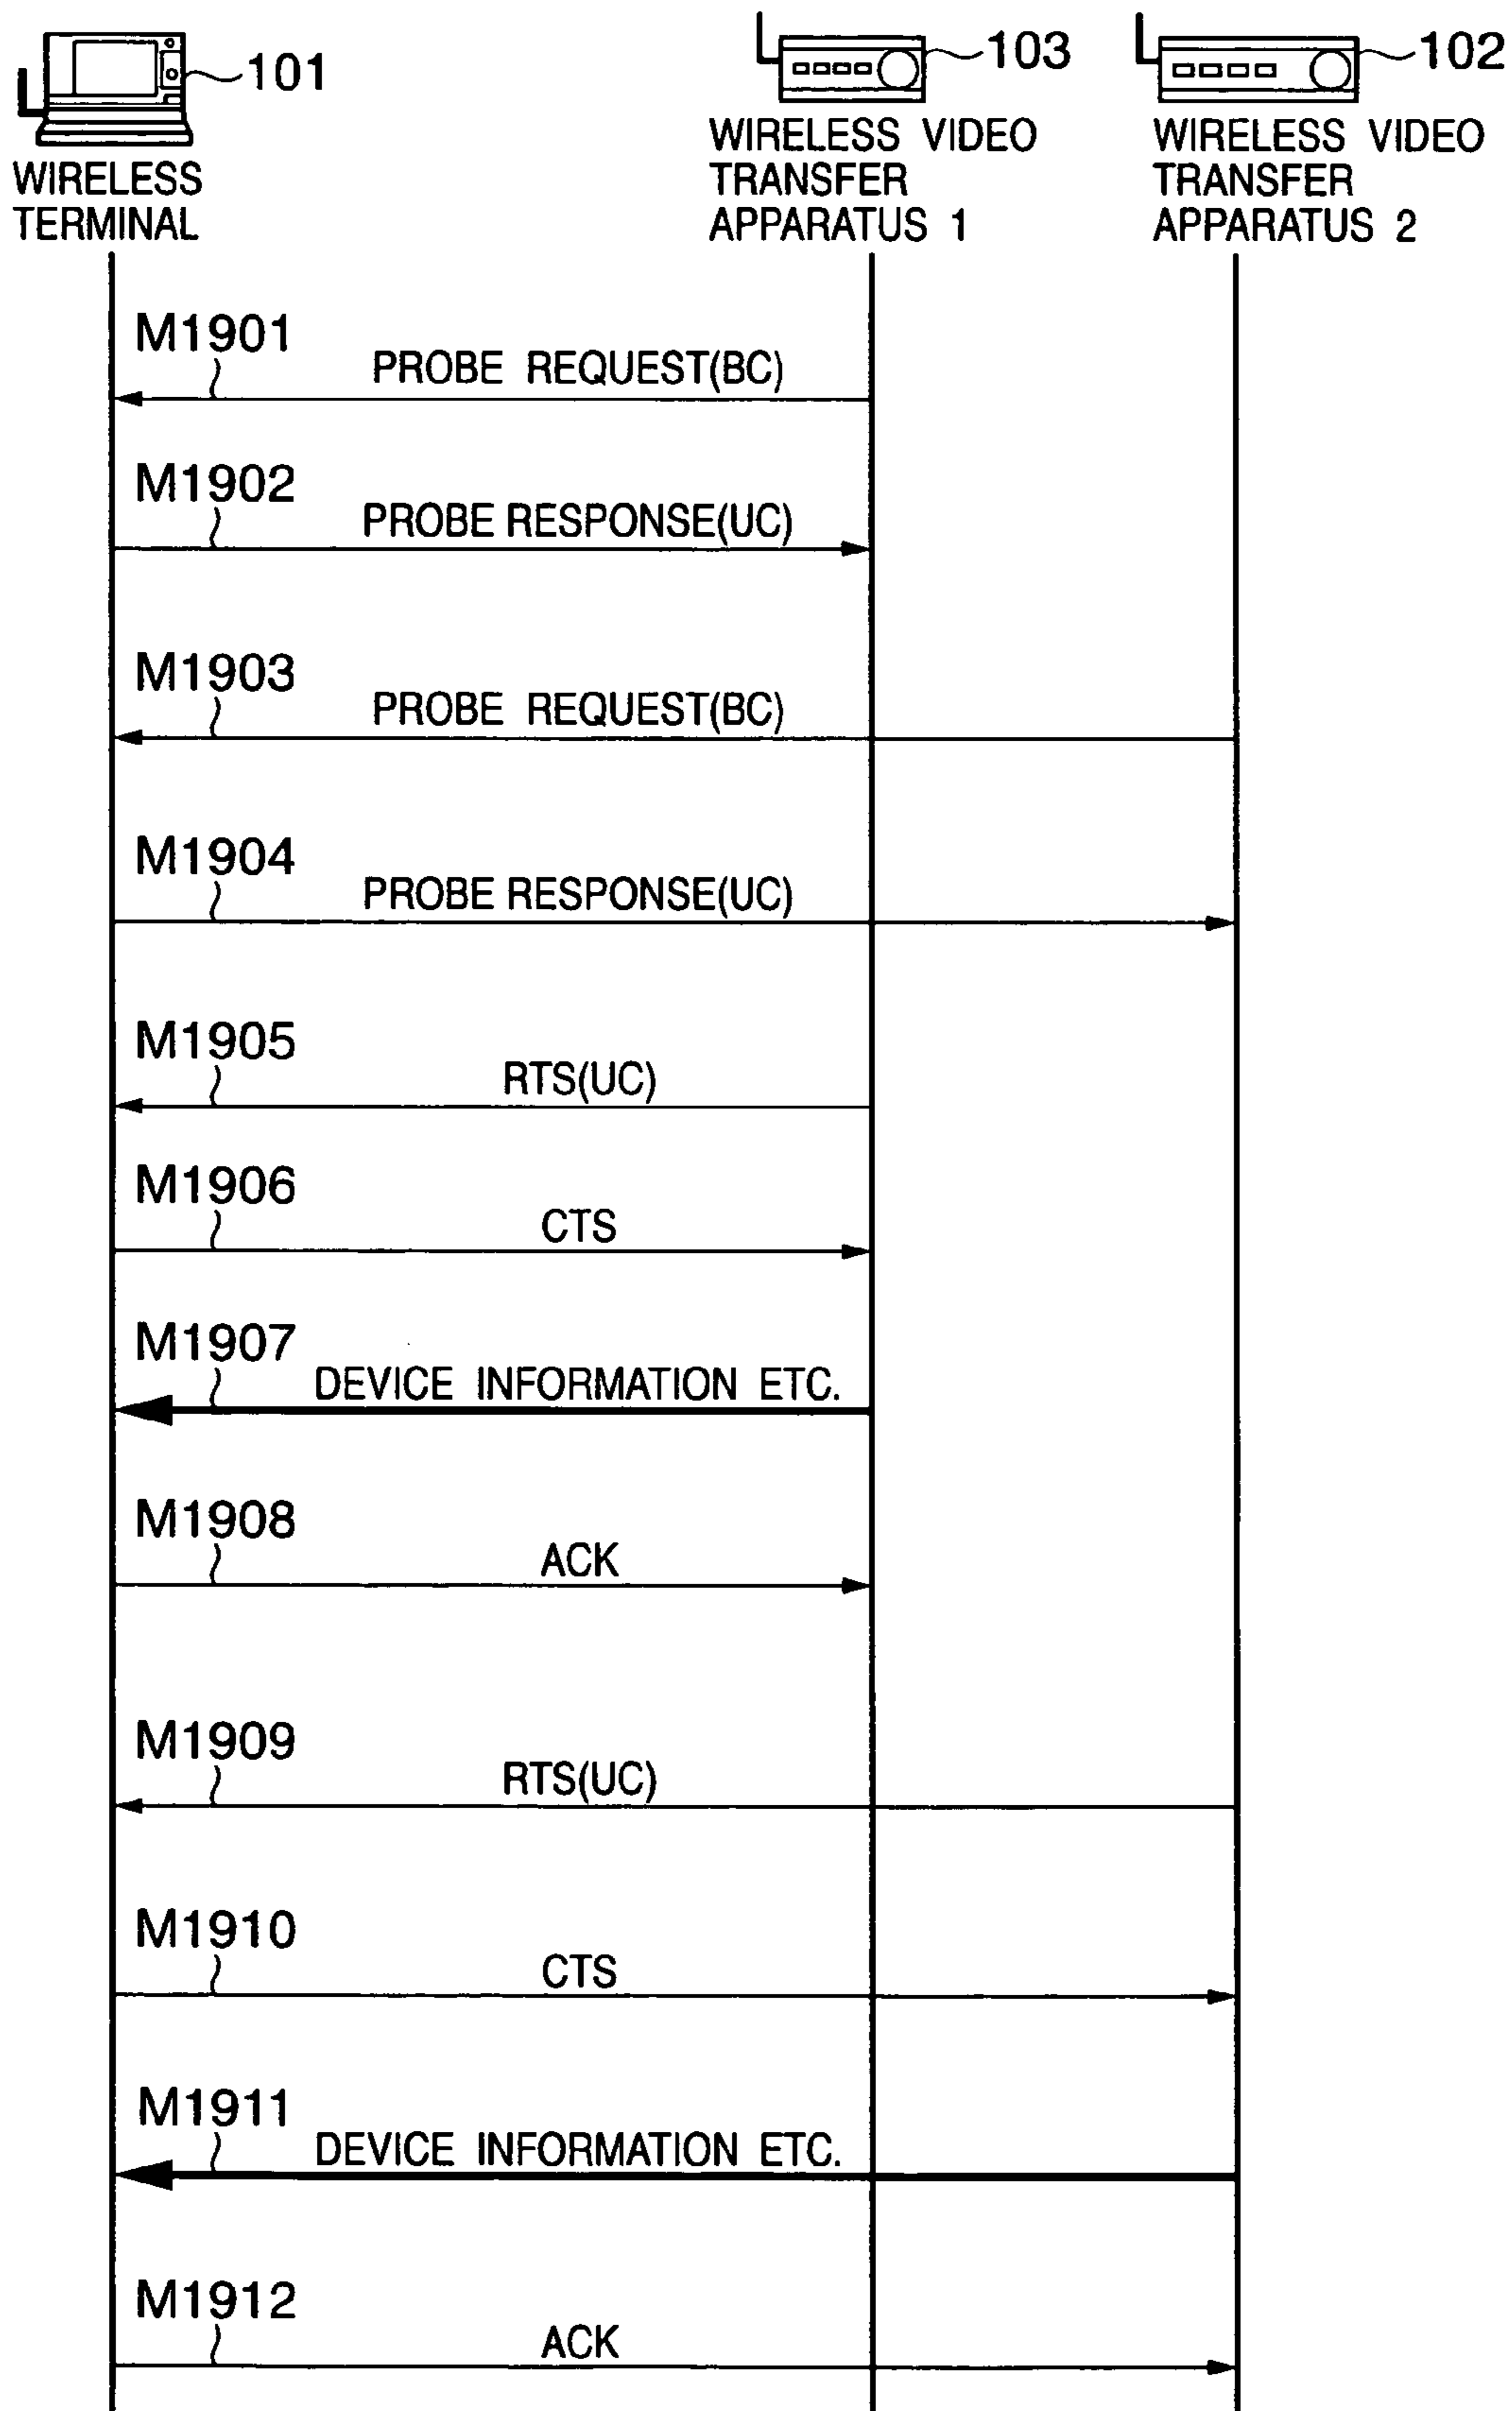 101
WIRELESS
TERMINAL
103
WIRELESS VIDEO
TRANSFER
APPARATUS 1
102
WIRELESS VIDEO
TRANSFER
APPARATUS 2
M1901
PROBE REQUEST(BC)
M1902
PROBE RESPONSE(UC)
M1903
PROBE REQUEST(BC)
M1904
PROBE RESPONSE(UC)
M1905
RTS(UC)
M1906
CTS
M1907
DEVICE INFORMATION ETC.
M1908
ACK
M1909
RTS(UC)
M1910
CTS
M1911
DEVICE INFORMATION ETC.
M1912
ACK